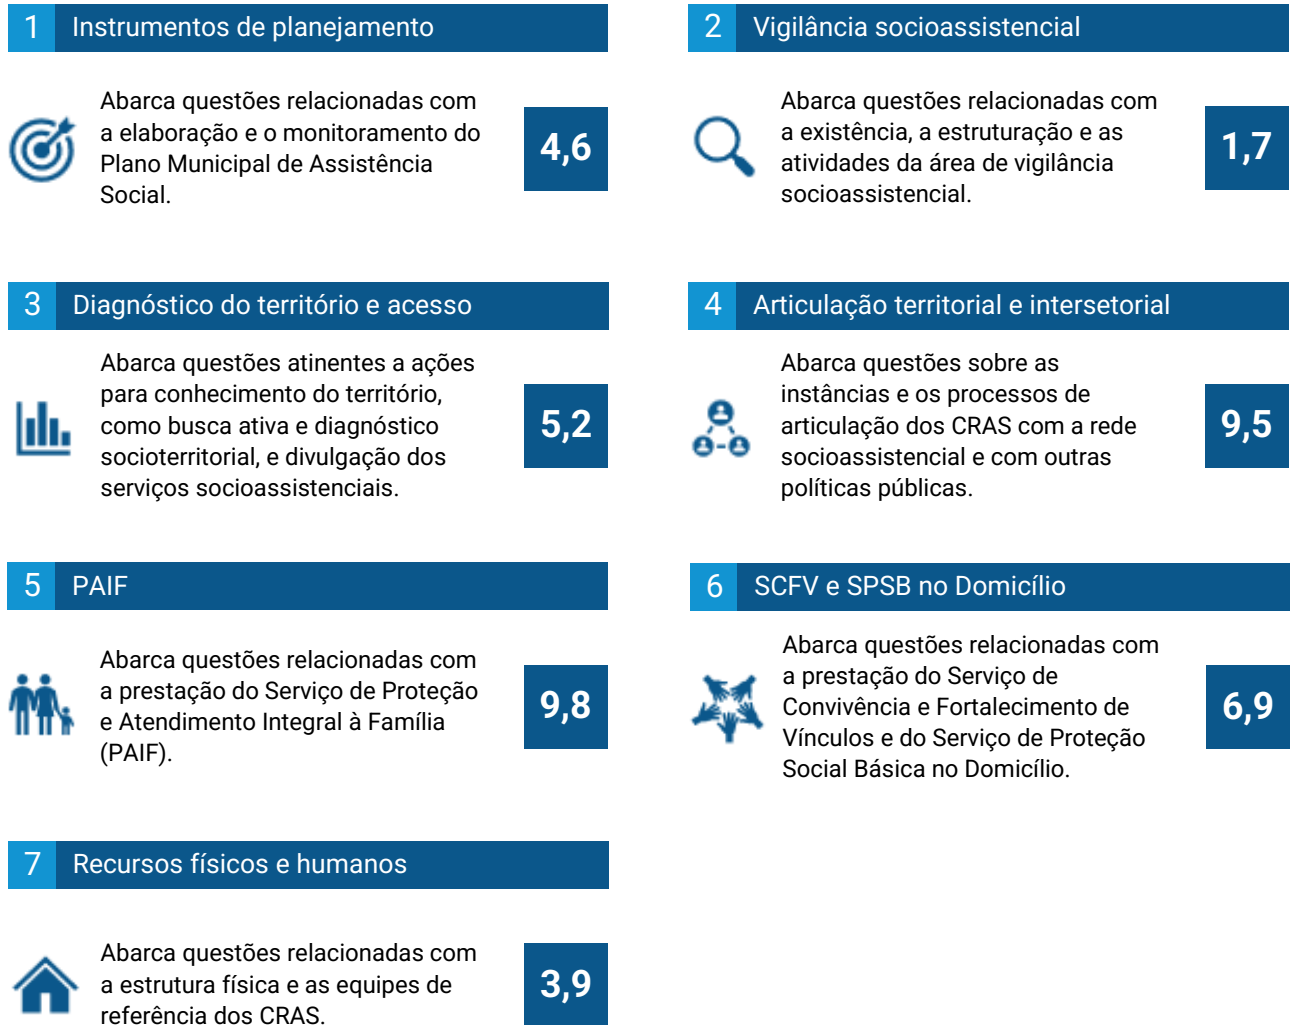 1 Instrumentos de planejamento
Abarca questões relacionadas com
a elaboração e o monitoramento do
Plano Municipal de Assistência
Social.
4,6
2 Vigilância socioassistencial
Abarca questões relacionadas com
a existência, a estruturação e as
atividades da área de vigilância
socioassistencial.
1,7
3 Diagnóstico do território e acesso
Abarca questões atinentes a ações
para conhecimento do território,
como busca ativa e diagnóstico
socioterritorial, e divulgação dos
serviços socioassistenciais.
5,2
4 Articulação territorial e intersetorial
Abarca questões sobre as
instâncias e os processos de
articulação dos CRAS com a rede
socioassistencial e com outras
políticas públicas.
9,5
5 PAIF
Abarca questões relacionadas com
a prestação do Serviço de Proteção
e Atendimento Integral à Família
(PAIF).
9,8
6 SCFV e SPSB no Domicílio
Abarca questões relacionadas com
a prestação do Serviço de
Convivência e Fortalecimento de
Vínculos e do Serviço de Proteção
Social Básica no Domicílio.
6,9
7 Recursos físicos e humanos
Abarca questões relacionadas com
a estrutura física e as equipes de
referência dos CRAS.
3,9